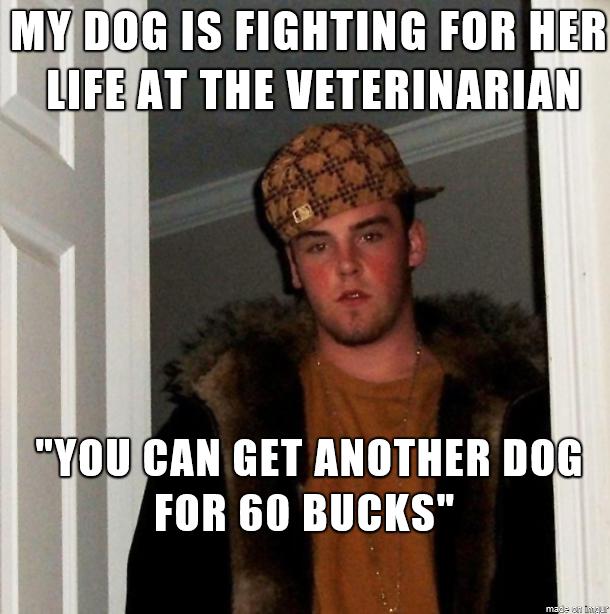 MY DOG IS FIGHTING FOR HER
LIFE AT THE VETERINARIAN
"YOU CAN GET ANOTHER DOG
FOR 60 BUCKS"
made on imgur